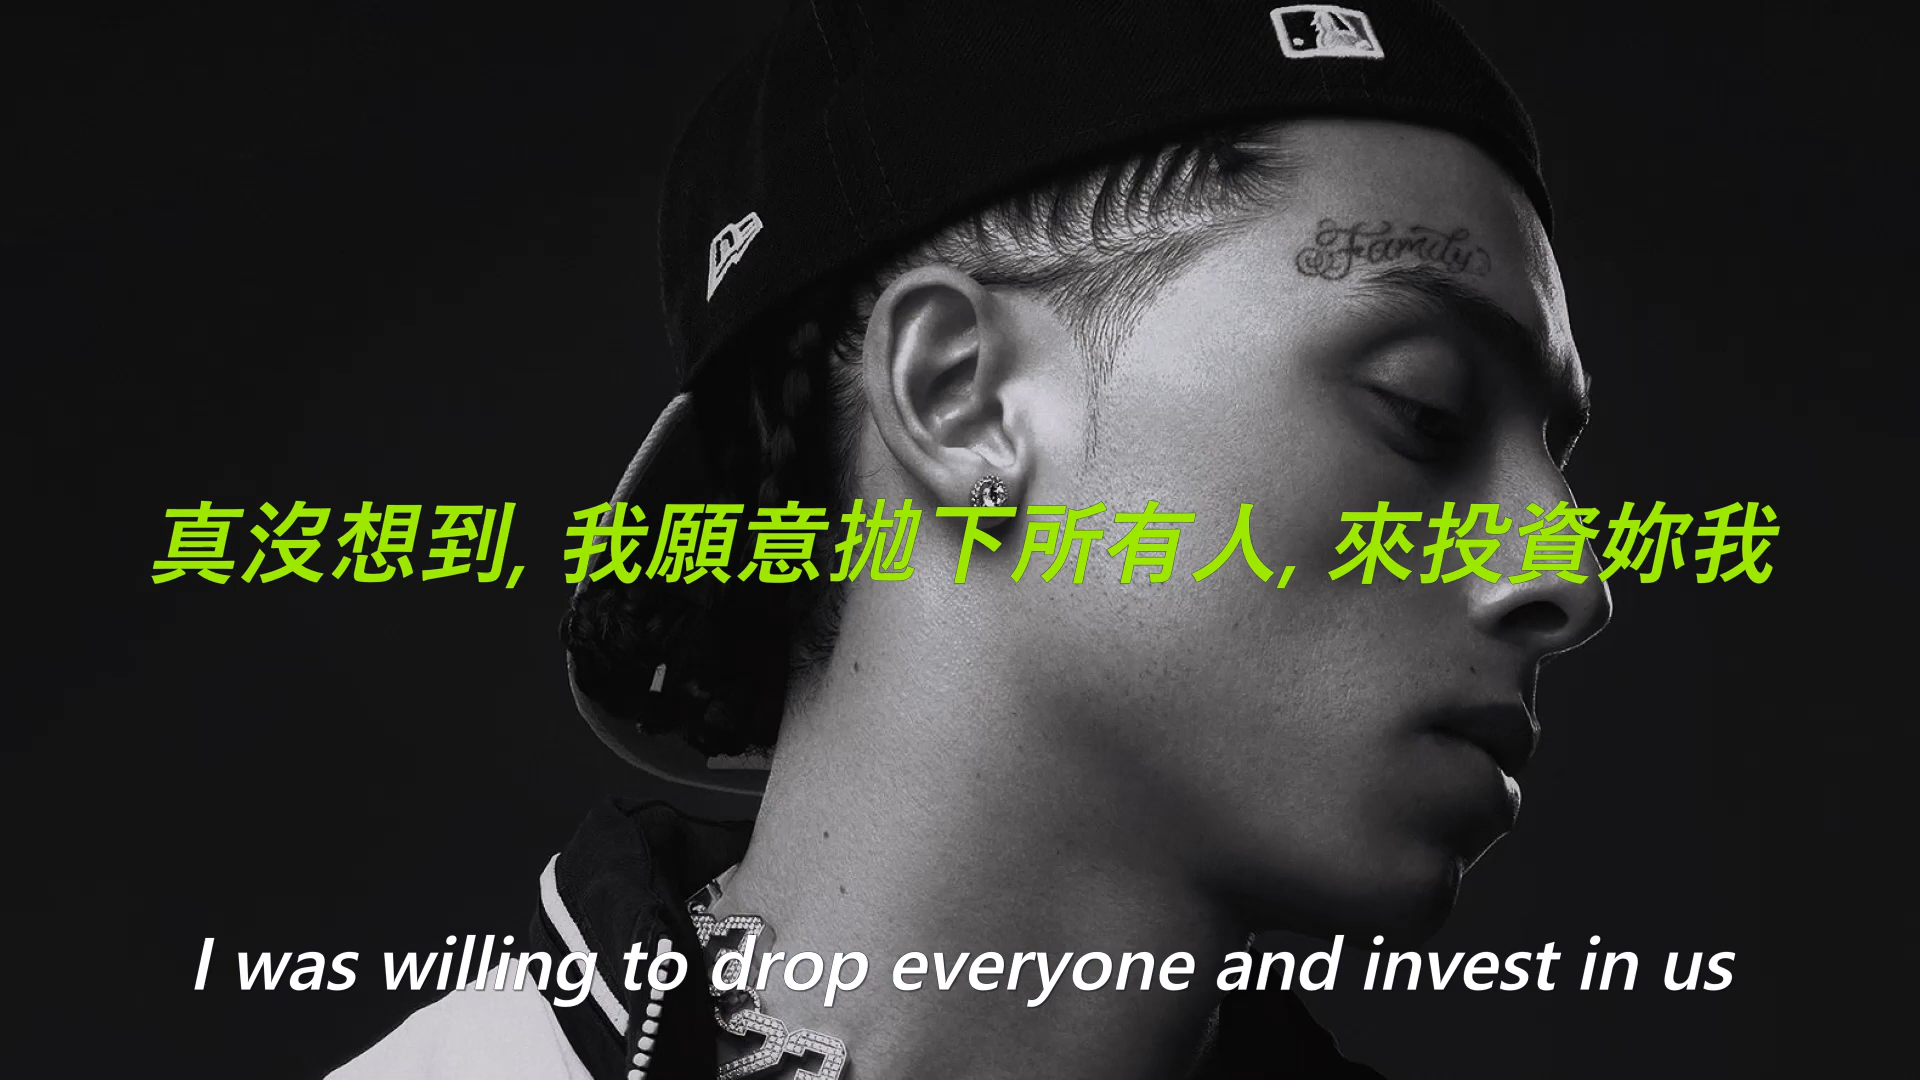 Family
真沒想到, 我願意拋下所有人, 來投資妳我
I was willing to drop everyone and invest in us
23